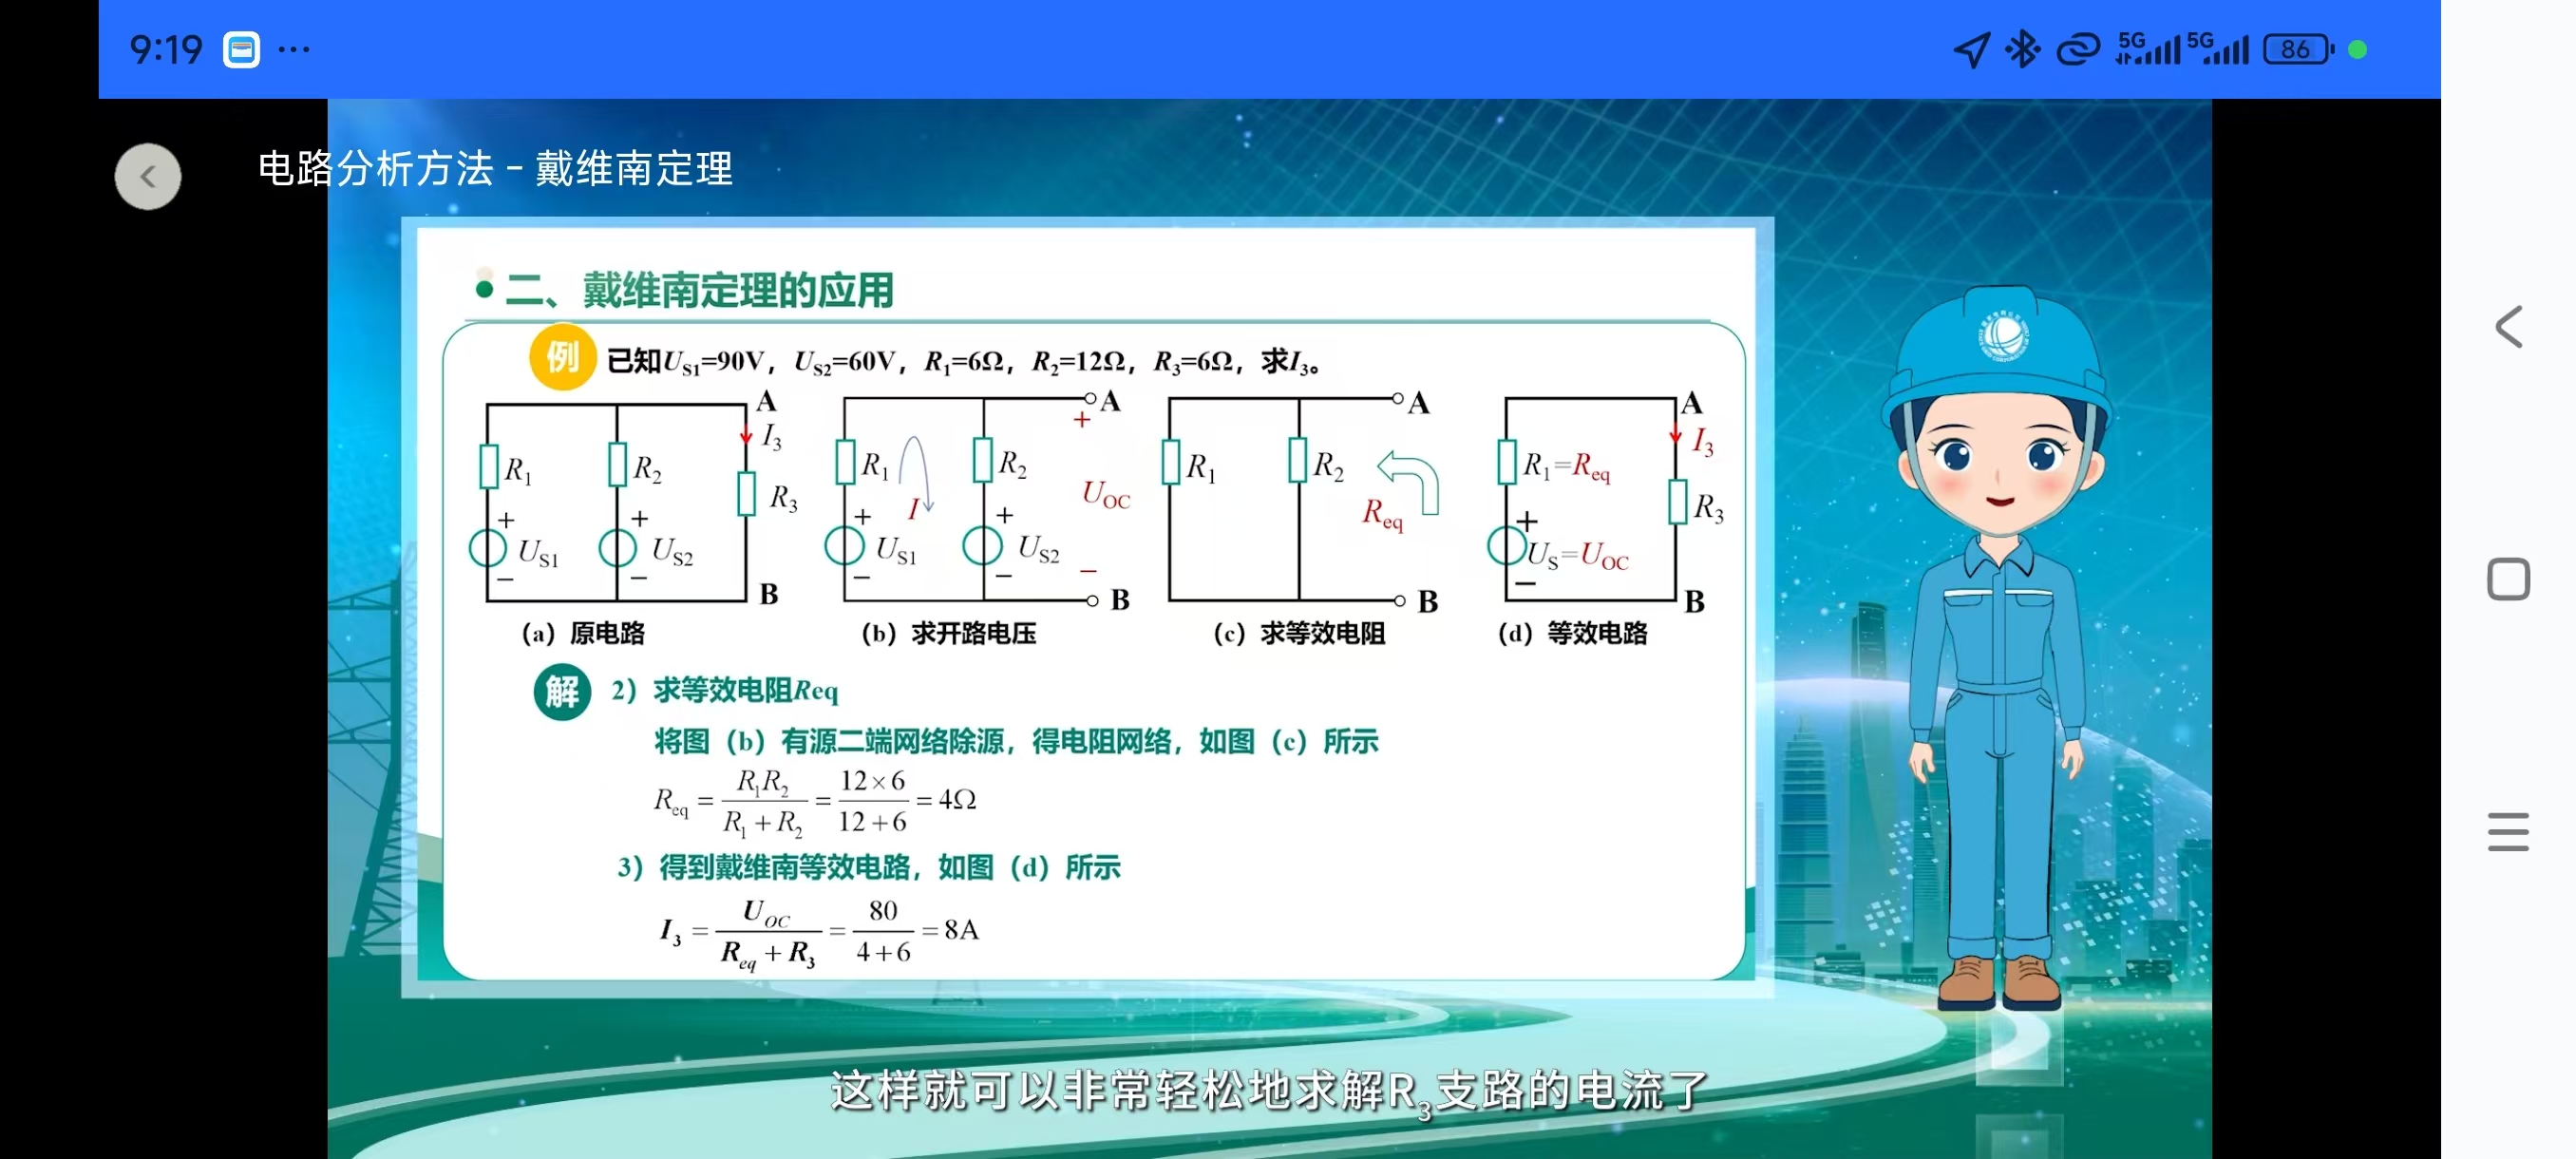 9:19 ··· 5G 5G 86
电路分析方法－戴维南定理
二、戴维南定理的应用
例 已知US1=90V，US2=60V，R1=6Ω，R2=12Ω，R3=6Ω，求I3。
A I3 R1 R2 R3 + US1 − + US2 − B
A + R1 I R2 UOC + US1 − + US2 − − B
A R1 R2 Req B
A I3 R1=Req R3 + US=UOC − B
（a）原电路 （b）求开路电压 （c）求等效电阻 （d）等效电路
解 2）求等效电阻Req
将图（b）有源二端网络除源，得电阻网络，如图（c）所示
Req = R1R2 / (R1 + R2) = 12×6 / (12+6) = 4Ω
3）得到戴维南等效电路，如图（d）所示
I3 = UOC / (Req + R3) = 80 / (4+6) = 8A
这样就可以非常轻松地求解R3支路的电流了